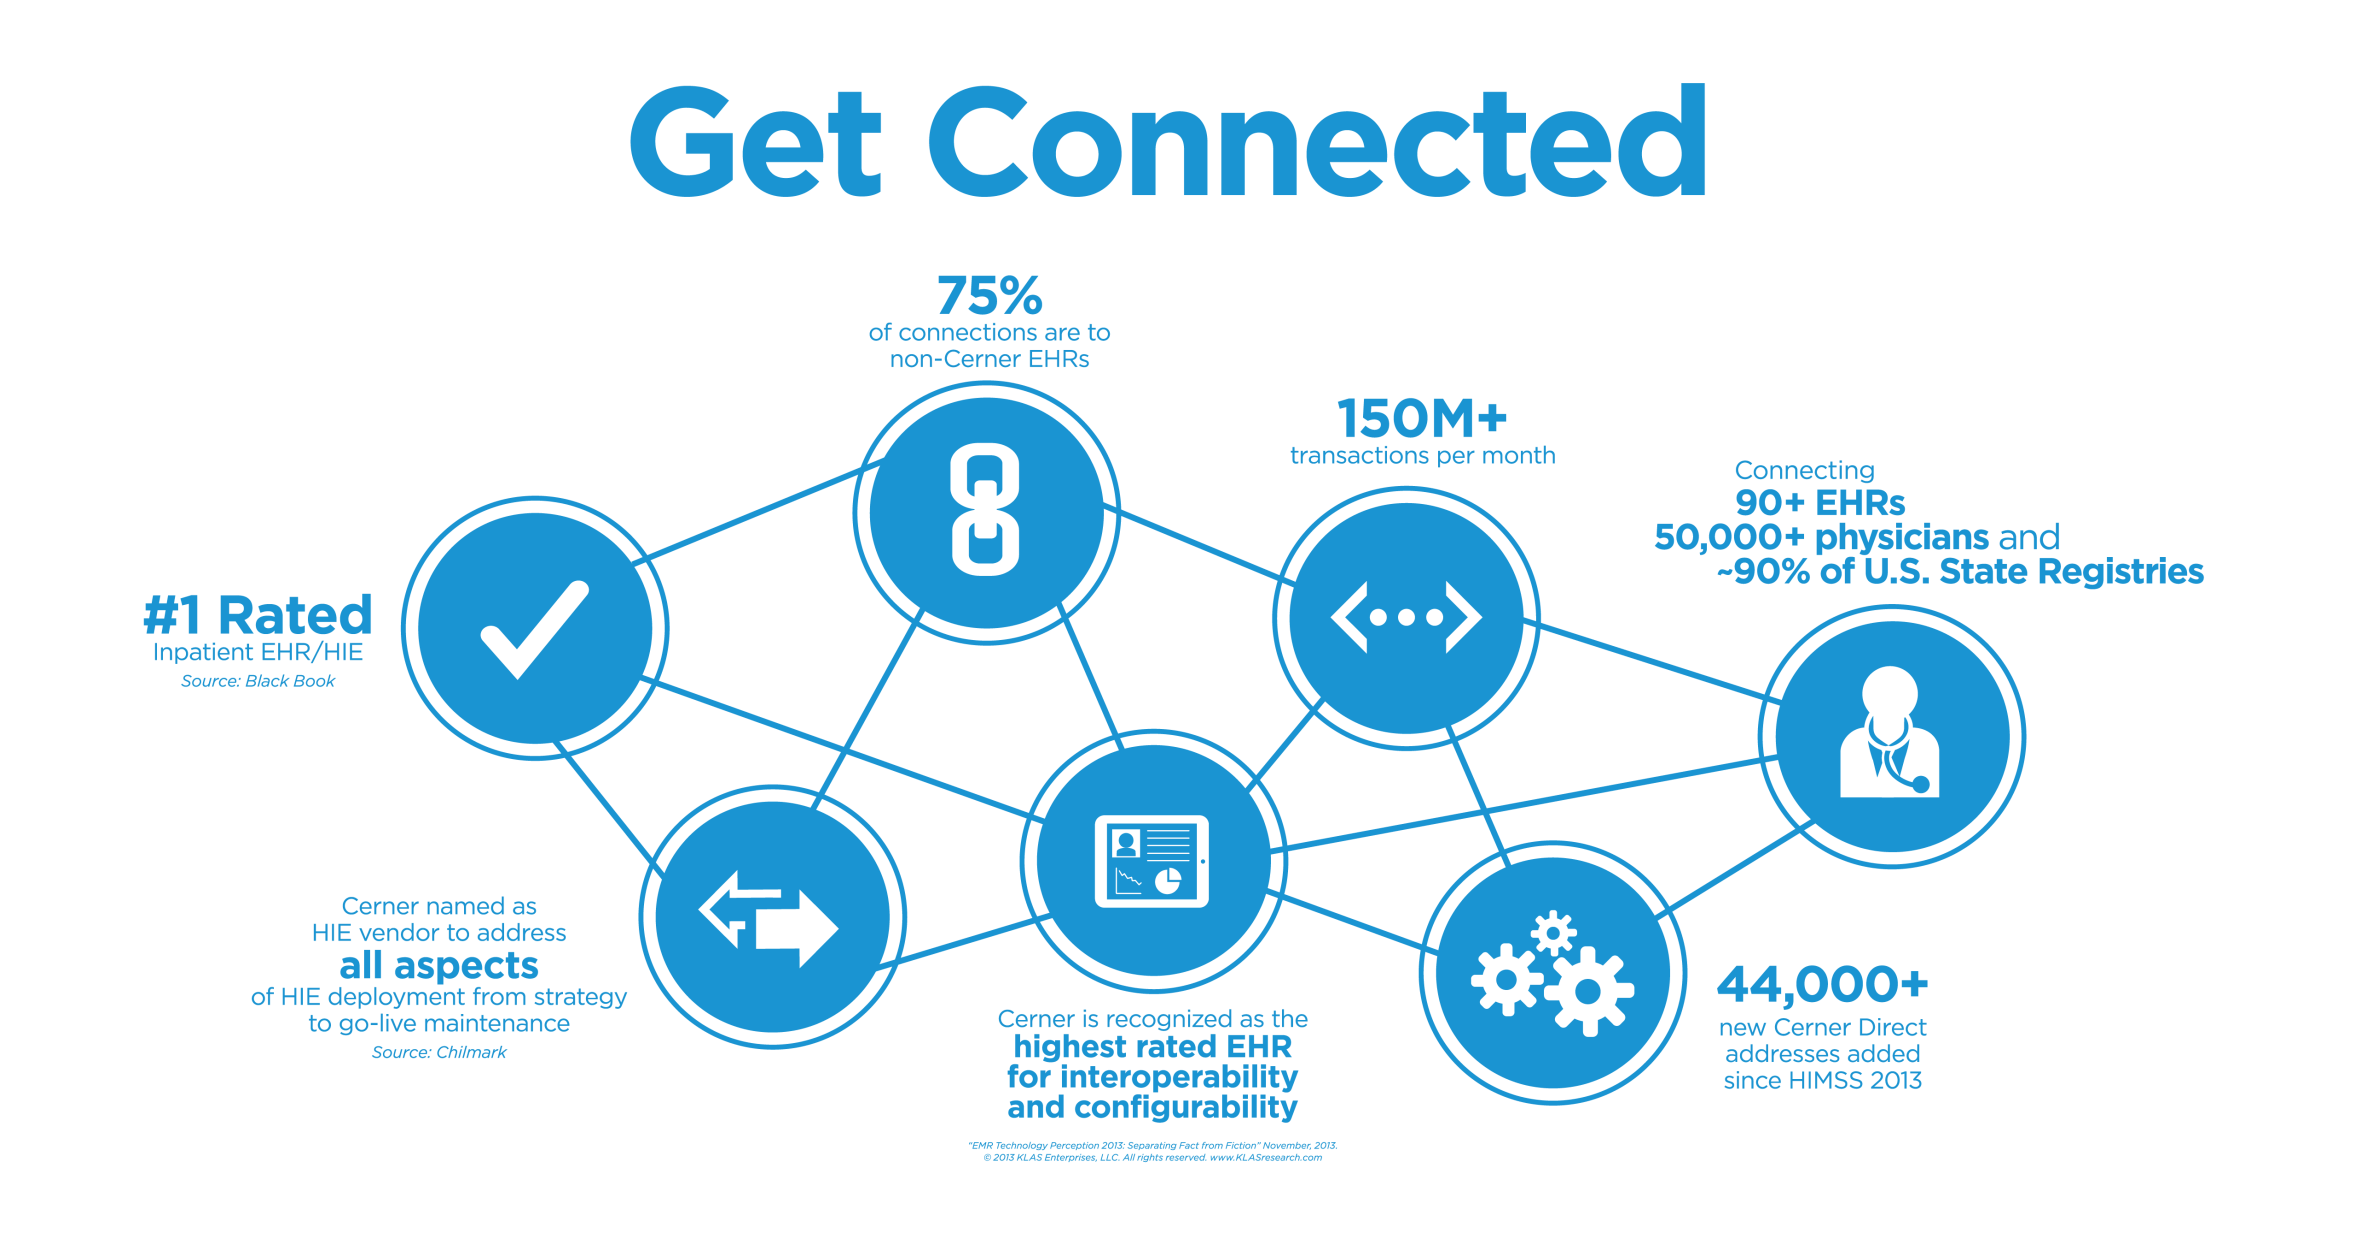 Get Connected
75%
of connections are to
non-Cerner EHRs
150M+
transactions per month
Connecting
90+ EHRs
50,000+ physicians and
~90% of U.S. State Registries
#1 Rated
Inpatient EHR/HIE
Source: Black Book
Cerner named as
HIE vendor to address
all aspects
of HIE deployment from strategy
to go-live maintenance
Source: Chilmark
Cerner is recognized as the
highest rated EHR
for interoperability
and configurability
"EMR Technology Perception 2013: Separating Fact from Fiction" November, 2013.
© 2013 KLAS Enterprises, LLC. All rights reserved. www.KLASresearch.com
44,000+
new Cerner Direct
addresses added
since HIMSS 2013